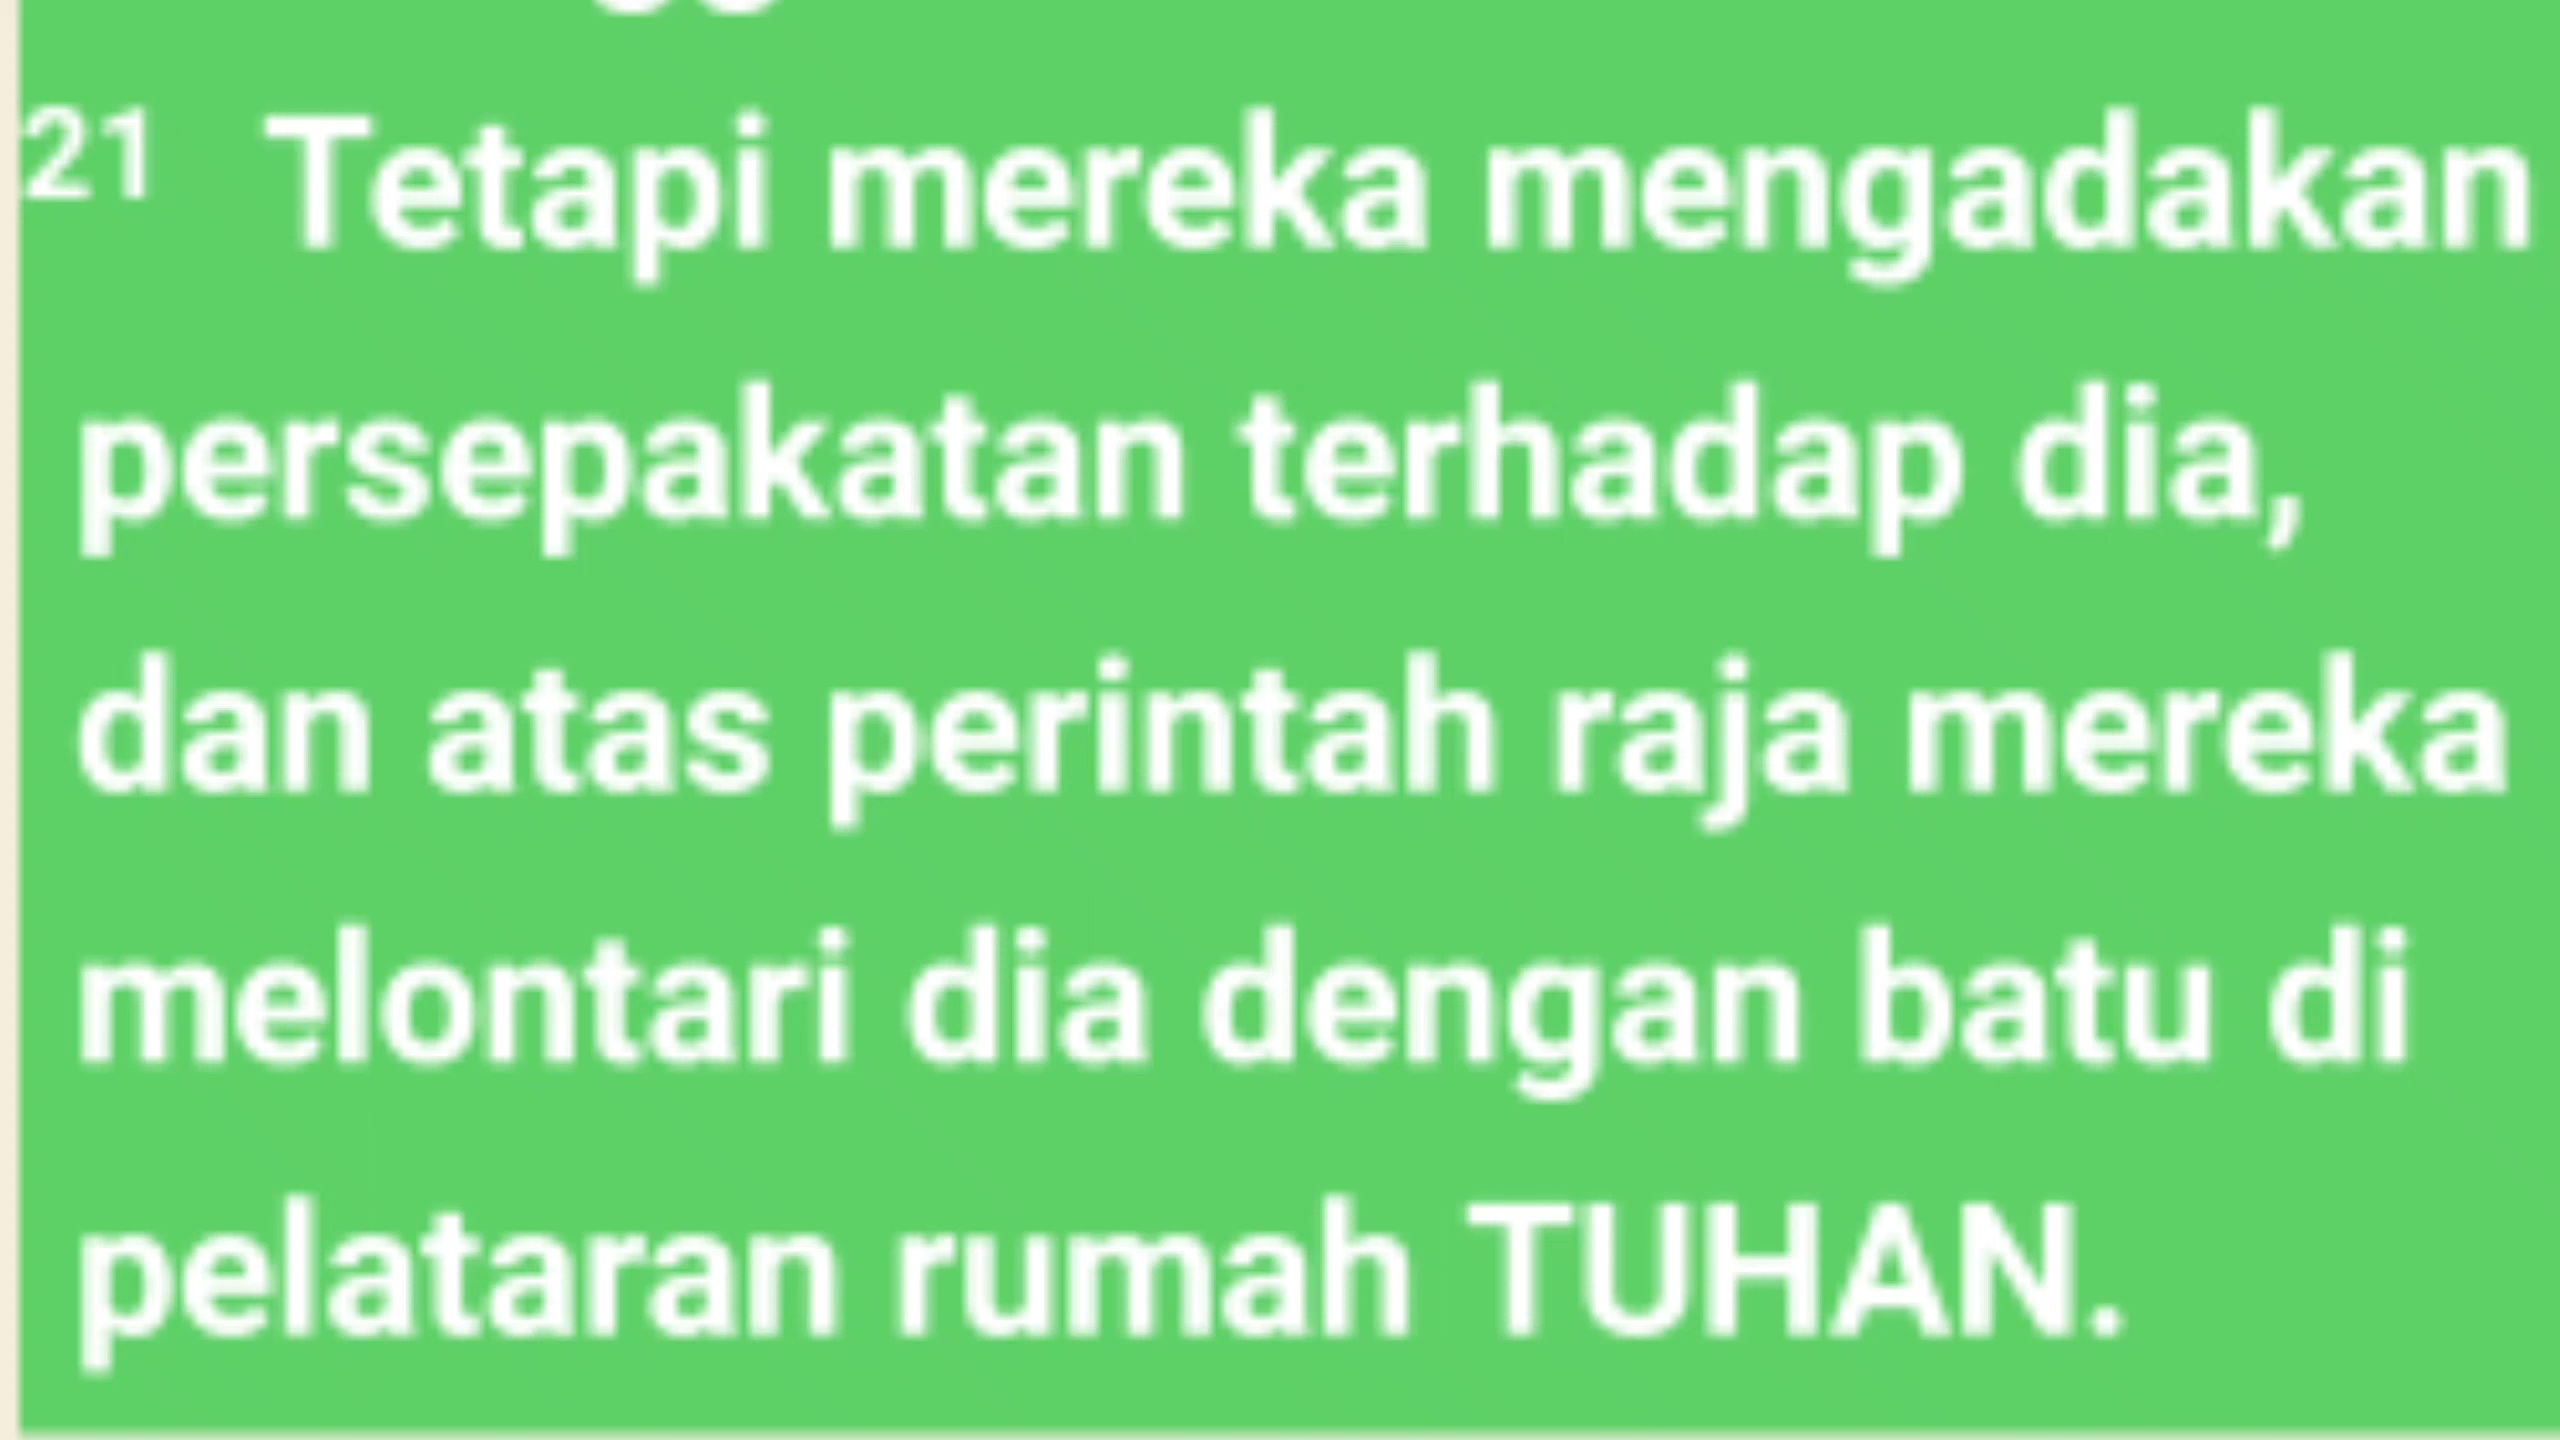 21 Tetapi mereka mengadakan
persepakatan terhadap dia,
dan atas perintah raja mereka
melontari dia dengan batu di
pelataran rumah TUHAN.